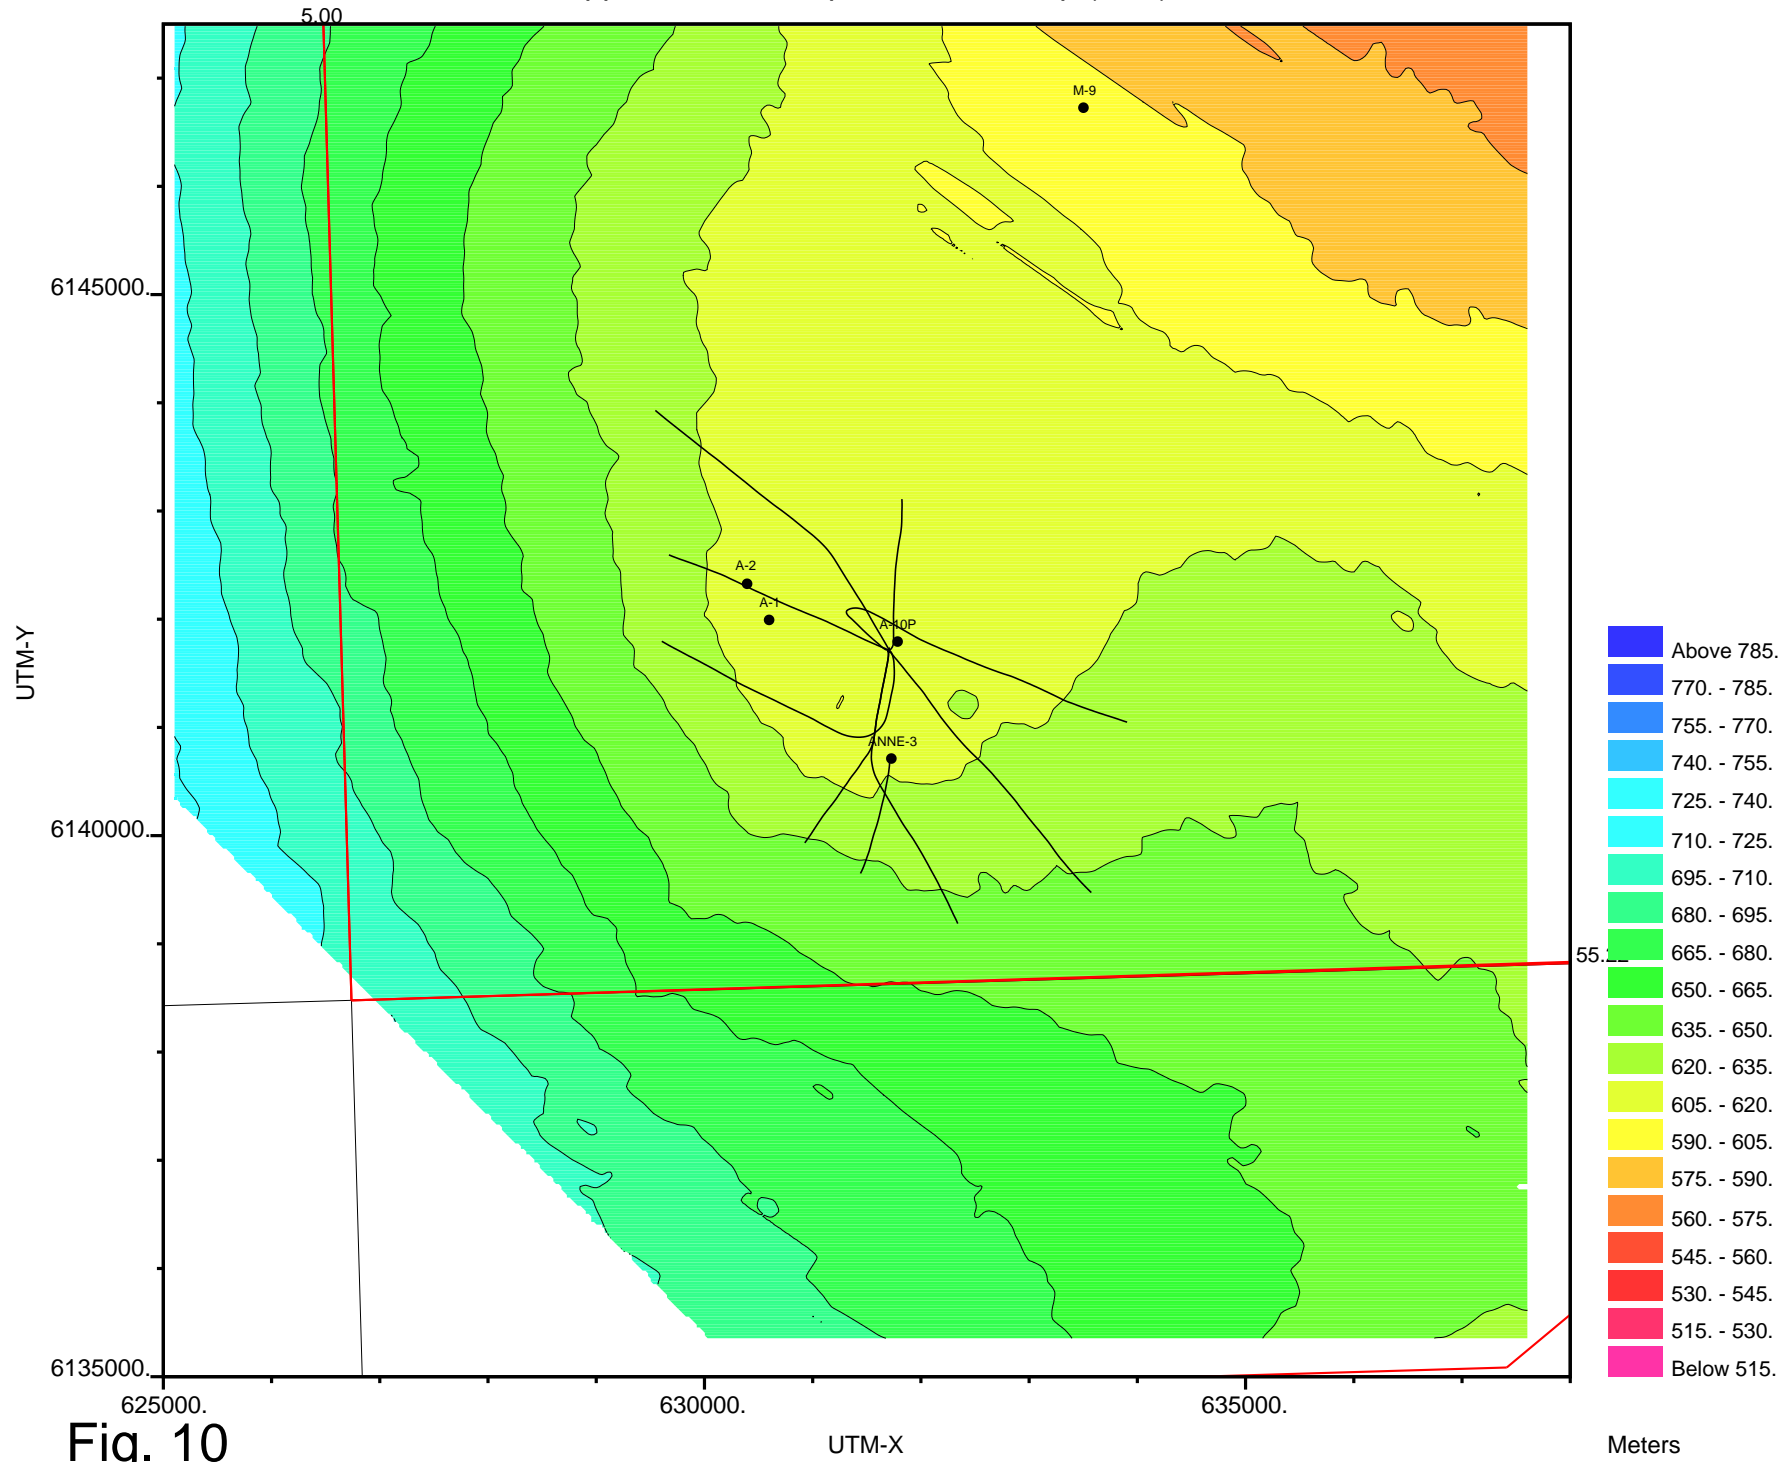 5.00
M-9
6145000.
A-2
A-1
A-10P
UTM-Y
ANNE-3
6140000.
6135000.
625000.
630000.
635000.
UTM-X
Fig. 10
Above 785.
770. - 785.
755. - 770.
740. - 755.
725. - 740.
710. - 725.
695. - 710.
680. - 695.
665. - 680.
650. - 665.
635. - 650.
620. - 635.
605. - 620.
590. - 605.
575. - 590.
560. - 575.
545. - 560.
530. - 545.
515. - 530.
Below 515.
Meters